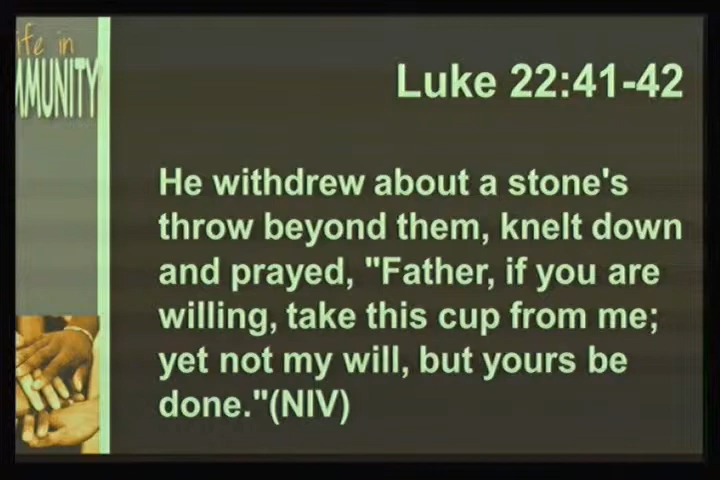 ife in
MMUNITY
Luke 22:41-42
He withdrew about a stone's
throw beyond them, knelt down
and prayed, "Father, if you are
willing, take this cup from me;
yet not my will, but yours be
done."(NIV)